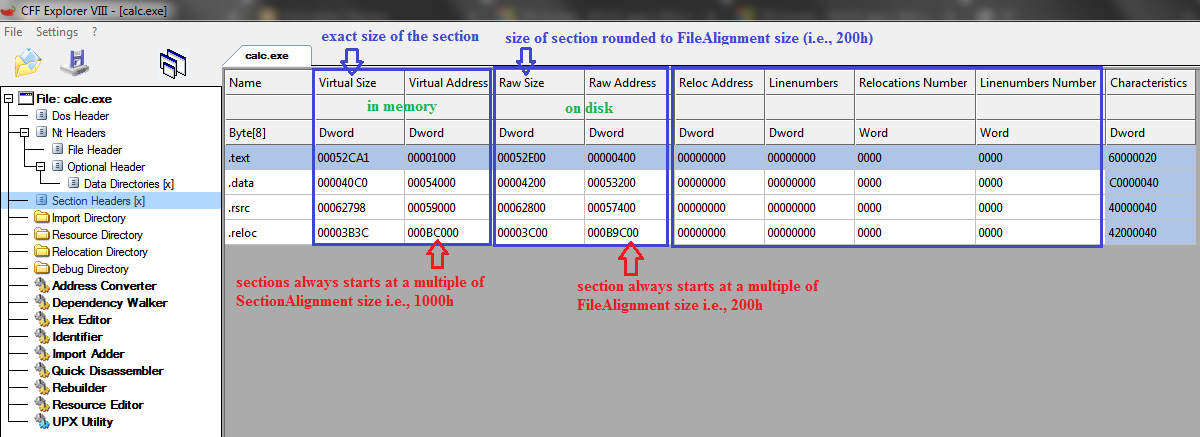 CFF Explorer VIII - [calc.exe]
File Settings ?
exact size of the section size of section rounded to FileAlignment size (i.e., 200h)
calc.exe
Name Virtual Size Virtual Address Raw Size Raw Address Reloc Address Linenumbers Relocations Number Linenumbers Number Characteristics
in memory on disk
Byte[8] Dword Dword Dword Dword Dword Dword Word Word Dword
.text 00052CA1 00001000 00052E00 00000400 00000000 00000000 0000 0000 60000020
.data 000040C0 00054000 00004200 00053200 00000000 00000000 0000 0000 C0000040
.rsrc 00062798 00059000 00062800 00057400 00000000 00000000 0000 0000 40000040
.reloc 00003B3C 000BC000 00003C00 000B9C00 00000000 00000000 0000 0000 42000040
sections always starts at a multiple of
SectionAlignment size i.e., 1000h
section always starts at a multiple of
FileAlignment size i.e., 200h
File: calc.exe
Dos Header
Nt Headers
File Header
Optional Header
Data Directories [x]
Section Headers [x]
Import Directory
Resource Directory
Relocation Directory
Debug Directory
Address Converter
Dependency Walker
Hex Editor
Identifier
Import Adder
Quick Disassembler
Rebuilder
Resource Editor
UPX Utility